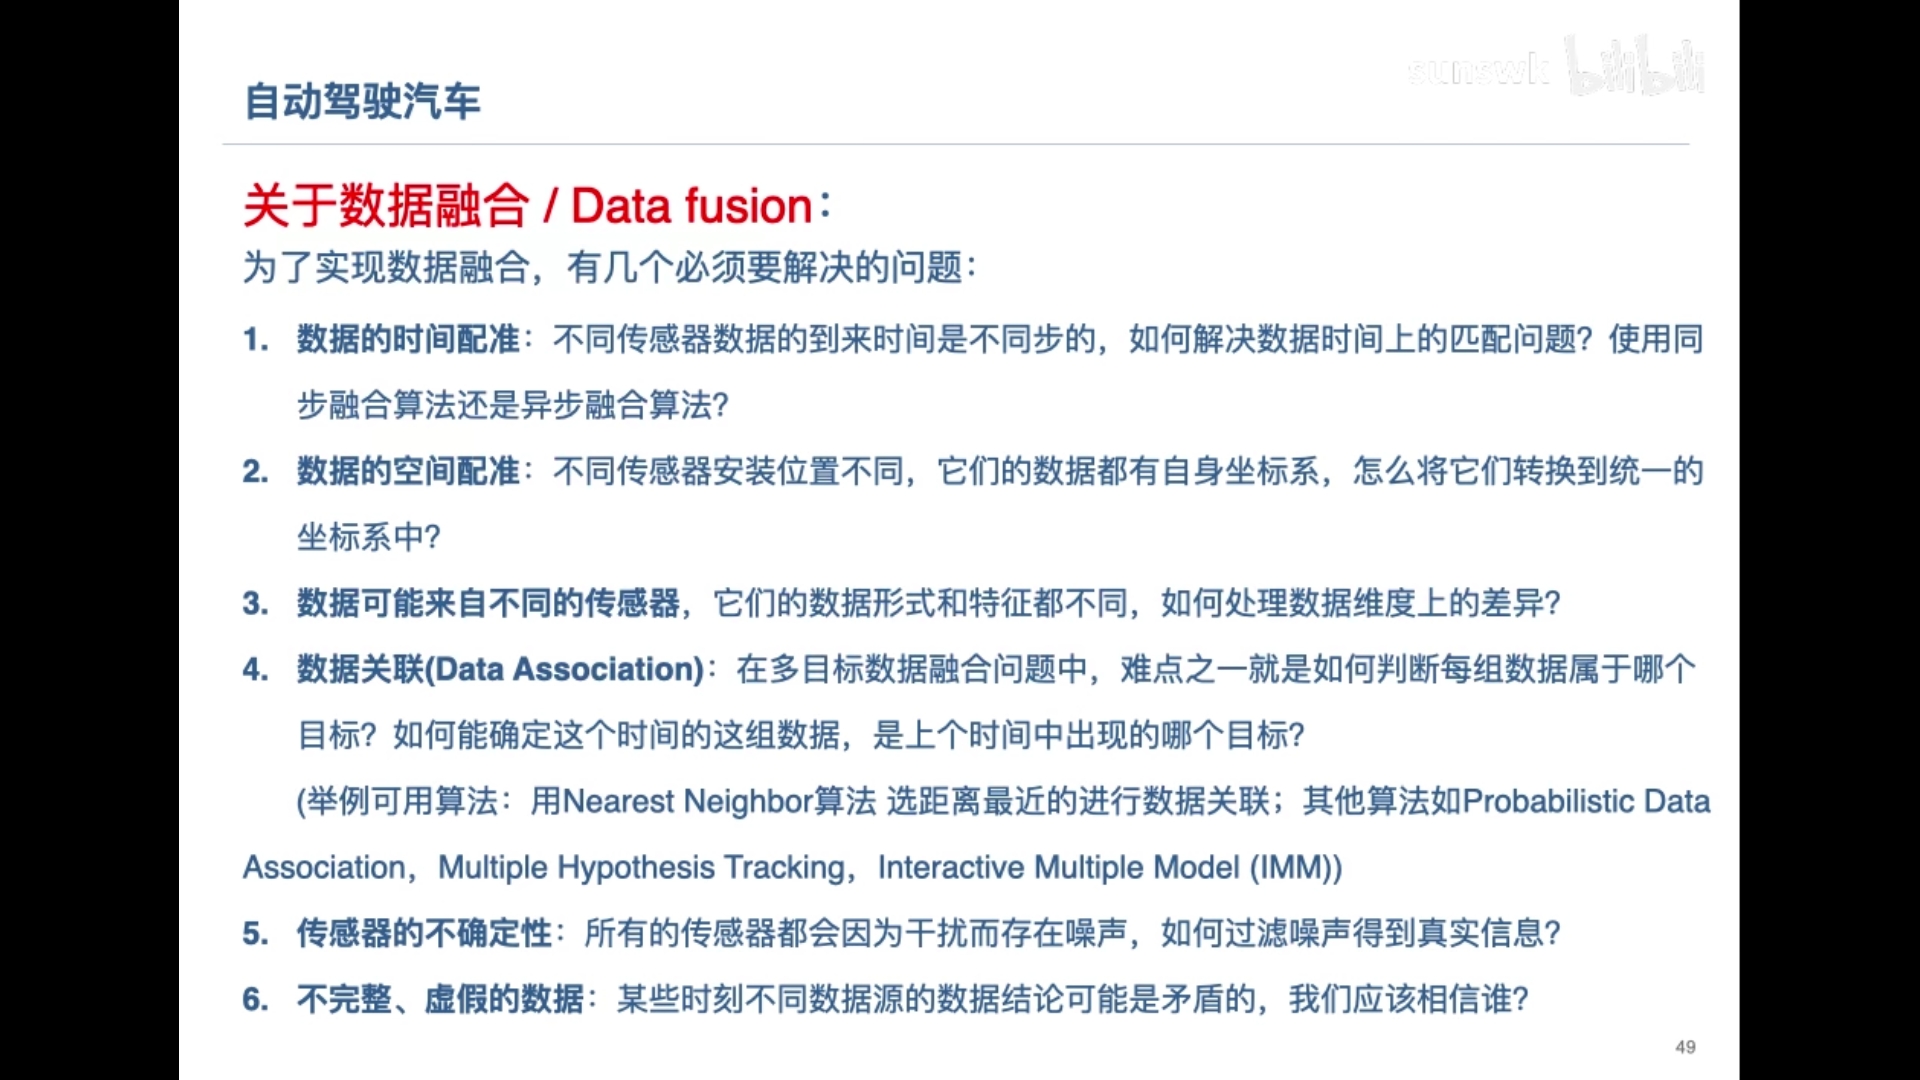 sunswk bilibili
自动驾驶汽车
关于数据融合 / Data fusion：
为了实现数据融合，有几个必须要解决的问题：
1. 数据的时间配准：不同传感器数据的到来时间是不同步的，如何解决数据时间上的匹配问题？使用同
步融合算法还是异步融合算法？
2. 数据的空间配准：不同传感器安装位置不同，它们的数据都有自身坐标系，怎么将它们转换到统一的
坐标系中？
3. 数据可能来自不同的传感器，它们的数据形式和特征都不同，如何处理数据维度上的差异？
4. 数据关联(Data Association)：在多目标数据融合问题中，难点之一就是如何判断每组数据属于哪个
目标？如何能确定这个时间的这组数据，是上个时间中出现的哪个目标？
(举例可用算法：用Nearest Neighbor算法 选距离最近的进行数据关联；其他算法如Probabilistic Data
Association，Multiple Hypothesis Tracking，Interactive Multiple Model (IMM))
5. 传感器的不确定性：所有的传感器都会因为干扰而存在噪声，如何过滤噪声得到真实信息？
6. 不完整、虚假的数据：某些时刻不同数据源的数据结论可能是矛盾的，我们应该相信谁？
49